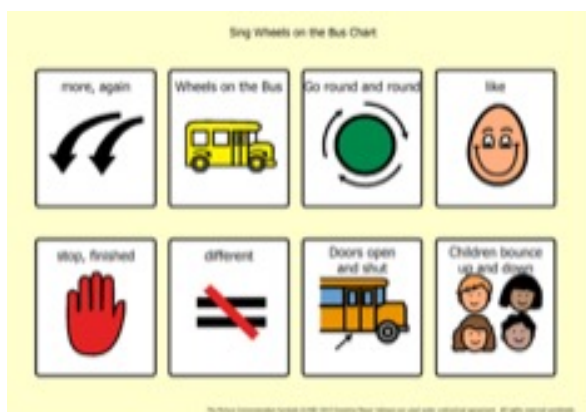 Sing Wheels on the Bus Chart
more, again
Wheels on the Bus
Go round and round
like
stop, finished
different
Doors open
and shut
Children bounce
up and down